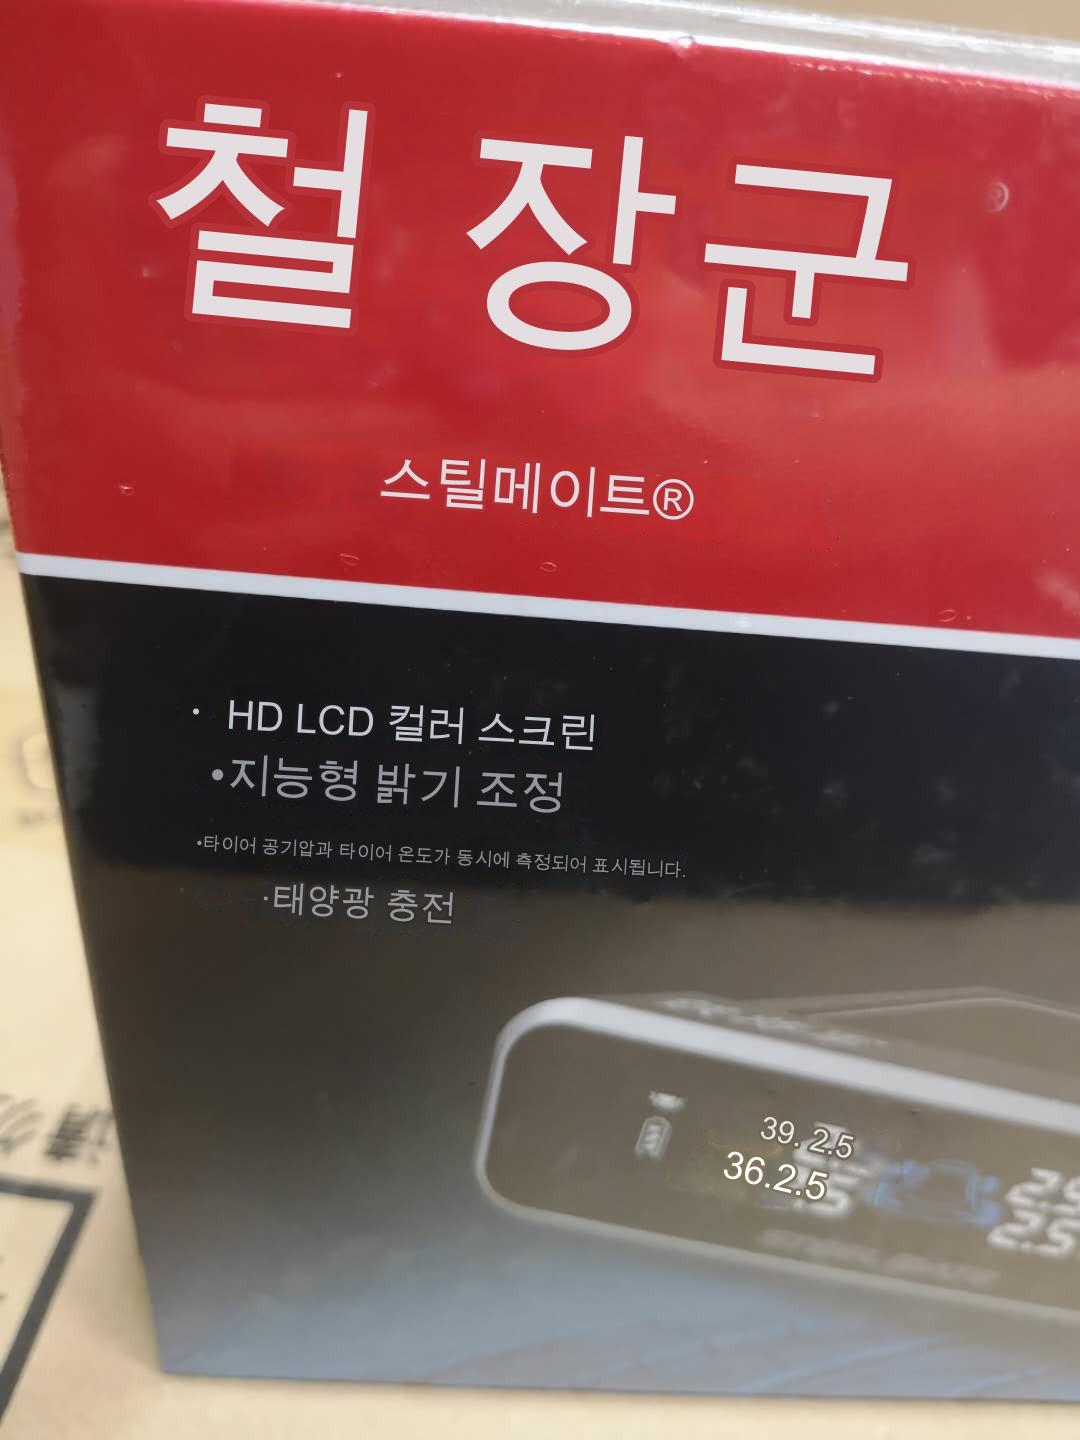 철 장군
®
스틸메이트®
· HD LCD 컬러 스크린
•지능형 밝기 조정
•타이어 공기압과 타이어 온도가 동시에 측정되어 표시됩니다.
·태양광 충전
39. 2.5
36.2.5
2.5